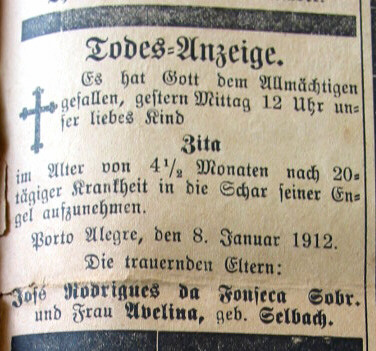 Todes-Anzeige.
Es hat Gott dem Allmächtigen
gefallen, gestern Mittag 12 Uhr un-
ser liebes Kind
Zita
im Alter von 4 1/2 Monaten nach 20-
tägiger Krankheit in die Schar seiner En-
gel aufzunehmen.
Porto Alegre, den 8. Januar 1912.
Die trauernden Eltern:
José Rodrigues da Fonseca Sobr.
und Frau Avelina, geb. Selbach.